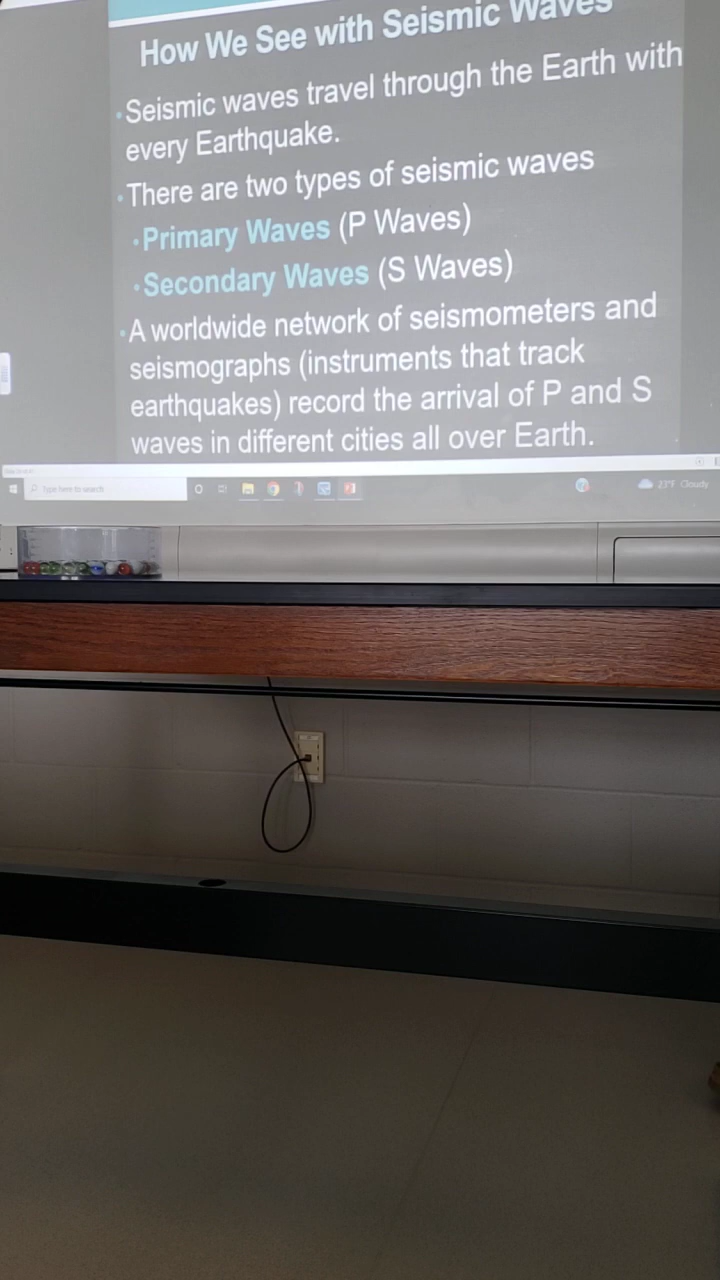 How We See with Seismic Waves
•Seismic waves travel through the Earth with
every Earthquake.
•There are two types of seismic waves
•Primary Waves (P Waves)
•Secondary Waves (S Waves)
•A worldwide network of seismometers and
seismographs (instruments that track
earthquakes) record the arrival of P and S
waves in different cities all over Earth.
Type here to search
23°F Cloudy